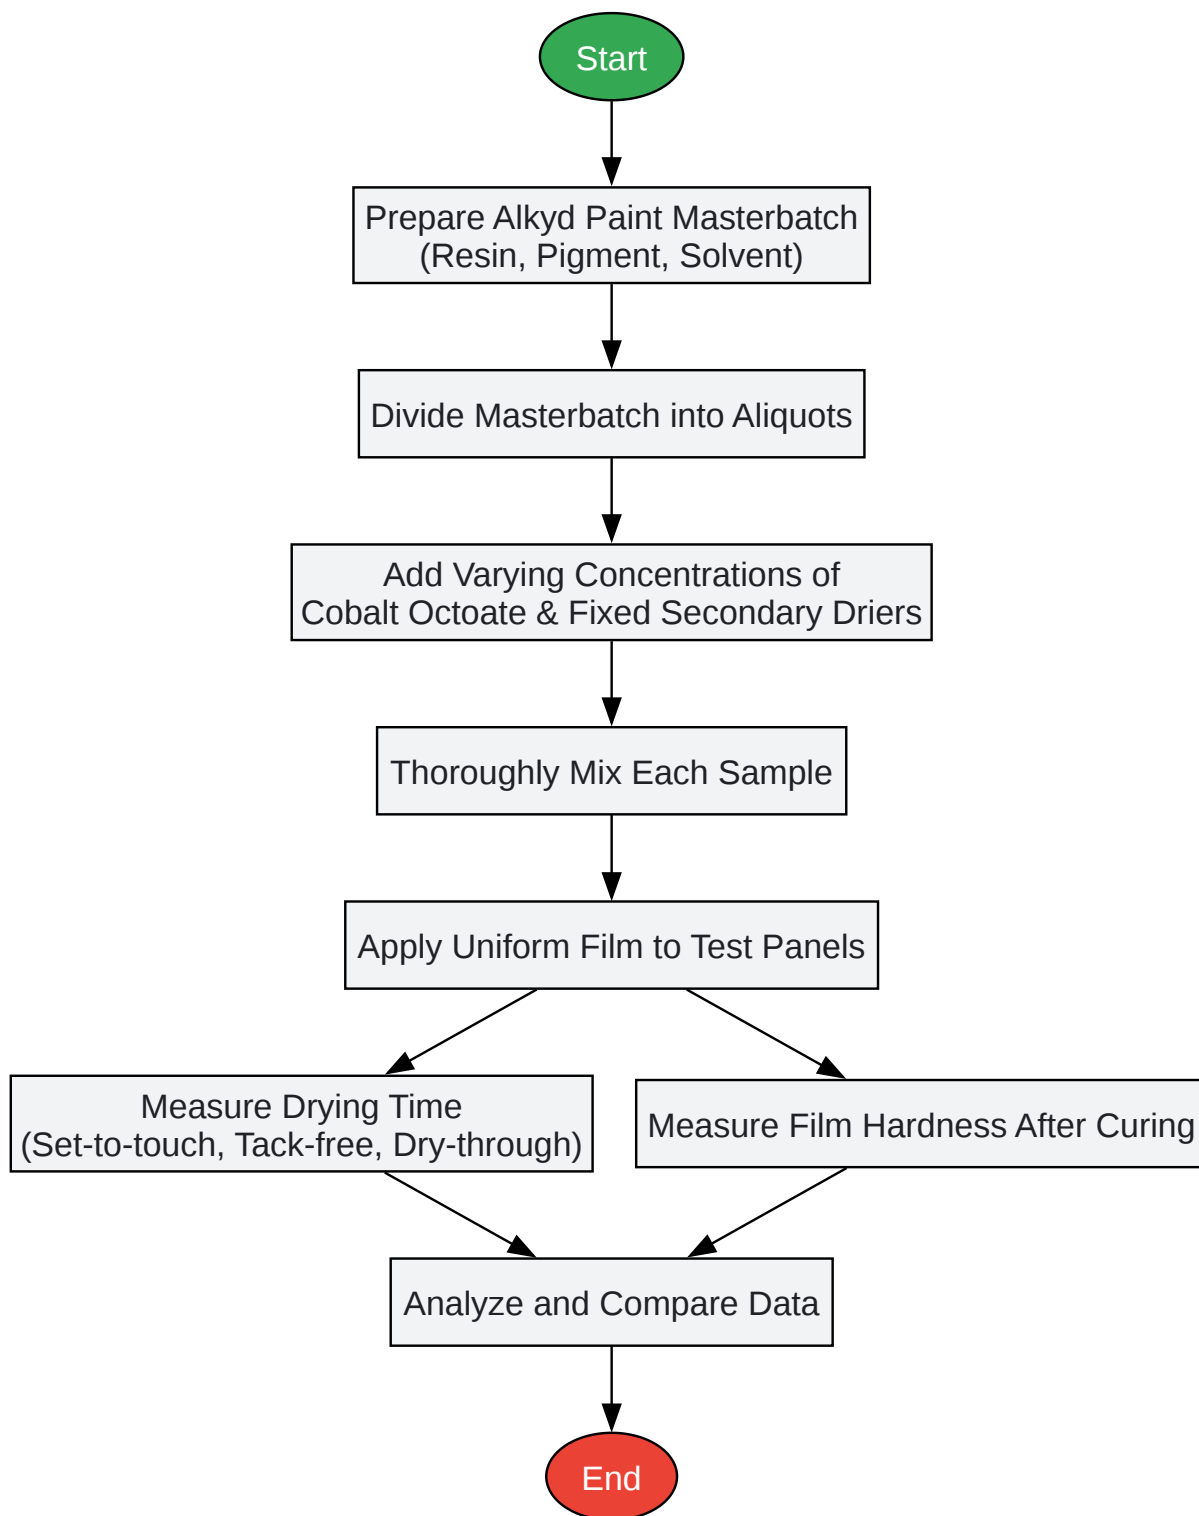 Start
Prepare Alkyd Paint Masterbatch
(Resin, Pigment, Solvent)
Divide Masterbatch into Aliquots
Add Varying Concentrations of
Cobalt Octoate & Fixed Secondary Driers
Thoroughly Mix Each Sample
Apply Uniform Film to Test Panels
Measure Drying Time
(Set-to-touch, Tack-free, Dry-through)
Measure Film Hardness After Curing
Analyze and Compare Data
End